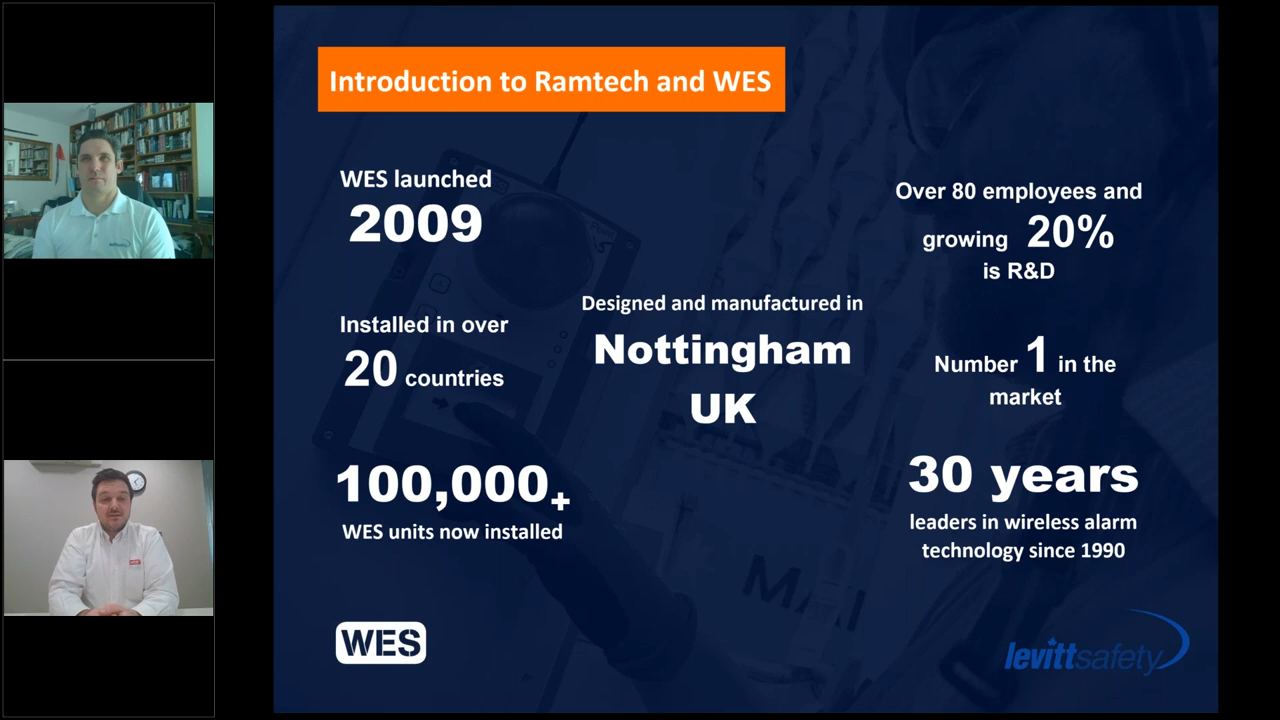 Introduction to Ramtech and WES
WES launched
2009
Installed in over
20 countries
100,000+
WES units now installed
Designed and manufactured in
Nottingham
UK
Over 80 employees and
growing 20%
is R&D
Number 1 in the
market
30 years
leaders in wireless alarm
technology since 1990
WES
levittsafety